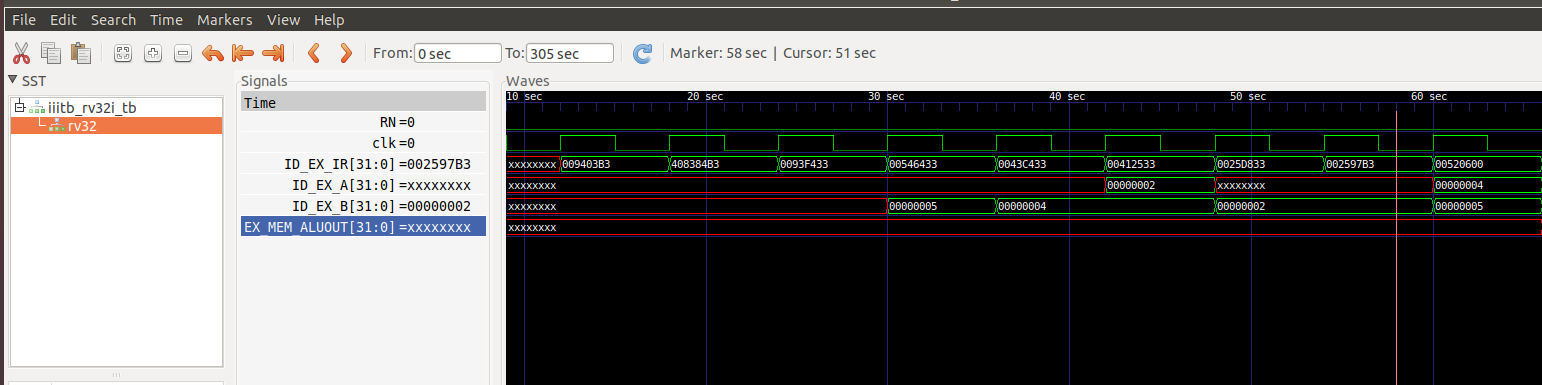 File Edit Search Time Markers View Help
From: 0 sec To: 305 sec Marker: 58 sec | Cursor: 51 sec
SST
iiitb_rv32i_tb
rv32
Signals
Time
RN =0
clk =0
ID_EX_IR[31:0] =002597B3
ID_EX_A[31:0] =xxxxxxxx
ID_EX_B[31:0] =00000002
EX_MEM_ALUOUT[31:0] =xxxxxxxx
Waves
10 sec 20 sec 30 sec 40 sec 50 sec 60 sec
xxxxxxxx 009403B3 408384B3 0093F433 00546433 0043C433 00412533 0025D833 002597B3 00520600
xxxxxxxx 00000002 xxxxxxxx 00000004
xxxxxxxx 00000005 00000004 00000002 00000005
xxxxxxxx